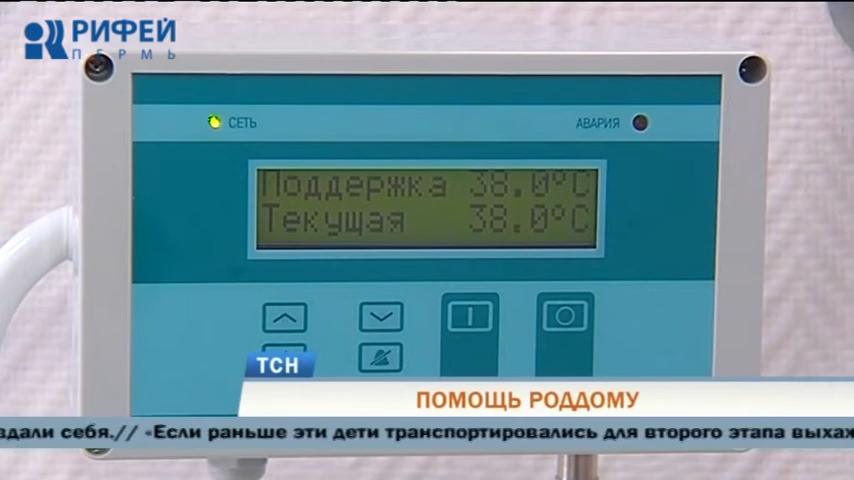 РИФЕЙ
ПЕРМЬ
СЕТЬ
АВАРИЯ
Поддержка 38.0°C
Текущая 38.0°C
ТСН
ПОМОЩЬ РОДДОМУ
здали себя.// «Если раньше эти дети транспортировались для второго этапа выхаж